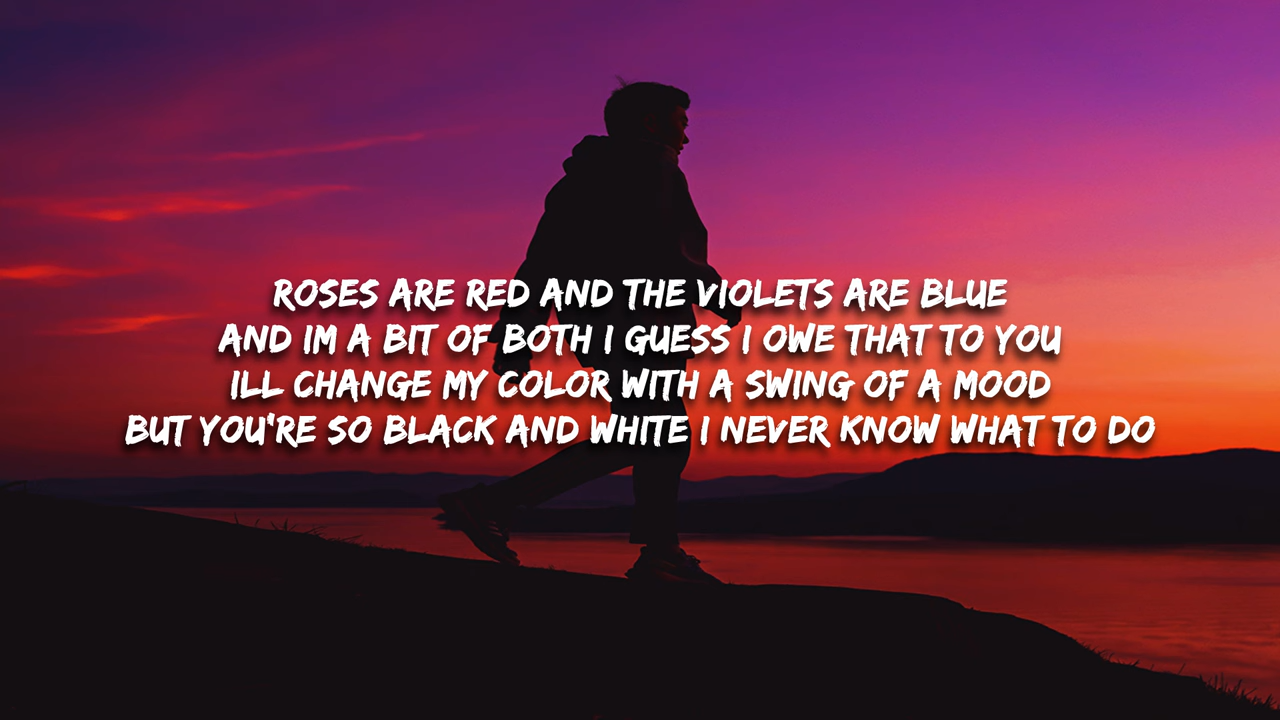 ROSES ARE RED AND THE VIOLETS ARE BLUE
AND IM A BIT OF BOTH I GUESS I OWE THAT TO YOU
ILL CHANGE MY COLOR WITH A SWING OF A MOOD
BUT YOU'RE SO BLACK AND WHITE I NEVER KNOW WHAT TO DO